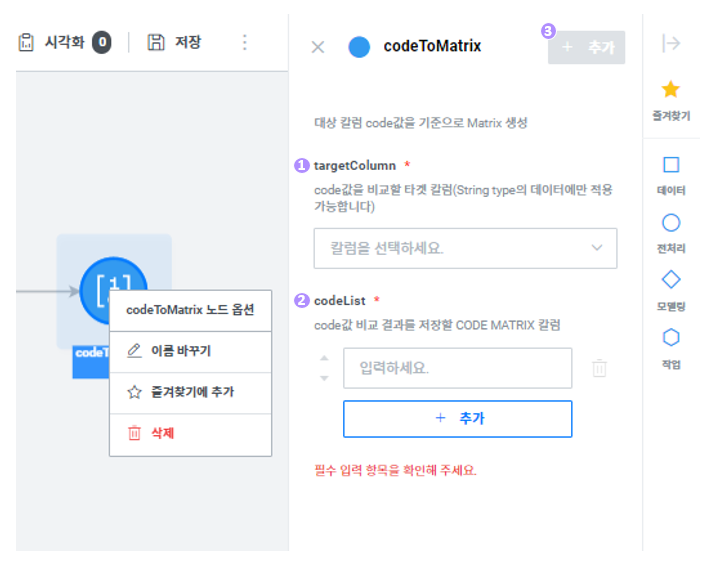 시각화 0
저장
codeToMatrix
3
+ 추가
즐겨찾기
데이터
전처리
모델링
작업
대상 칼럼 code값을 기준으로 Matrix 생성
1 targetColumn *
code값을 비교할 타겟 칼럼(String type의 데이터에만 적용
가능합니다)
칼럼을 선택하세요.
2 codeList *
code값 비교 결과를 저장할 CODE MATRIX 칼럼
입력하세요.
+ 추가
필수 입력 항목을 확인해 주세요.
codeToMatrix 노드 옵션
이름 바꾸기
즐겨찾기에 추가
삭제